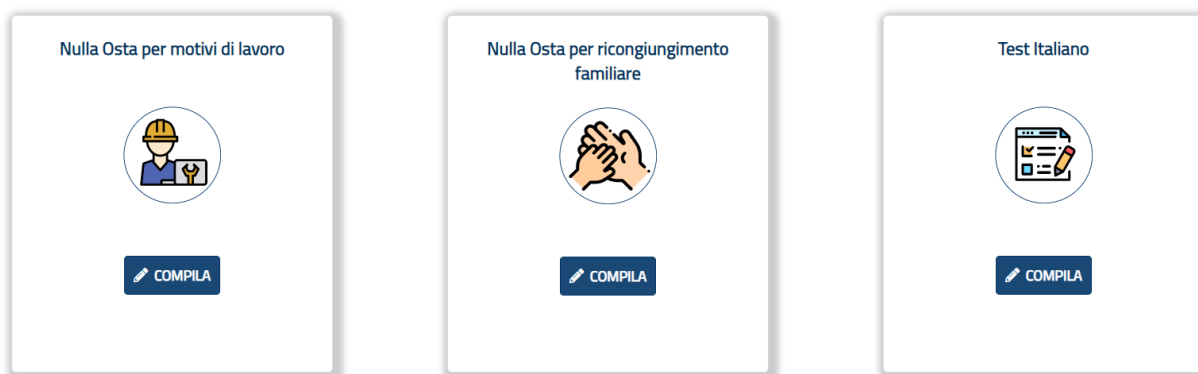 Nulla Osta per motivi di lavoro
COMPILA
Nulla Osta per ricongiungimento
familiare
COMPILA
Test Italiano
COMPILA